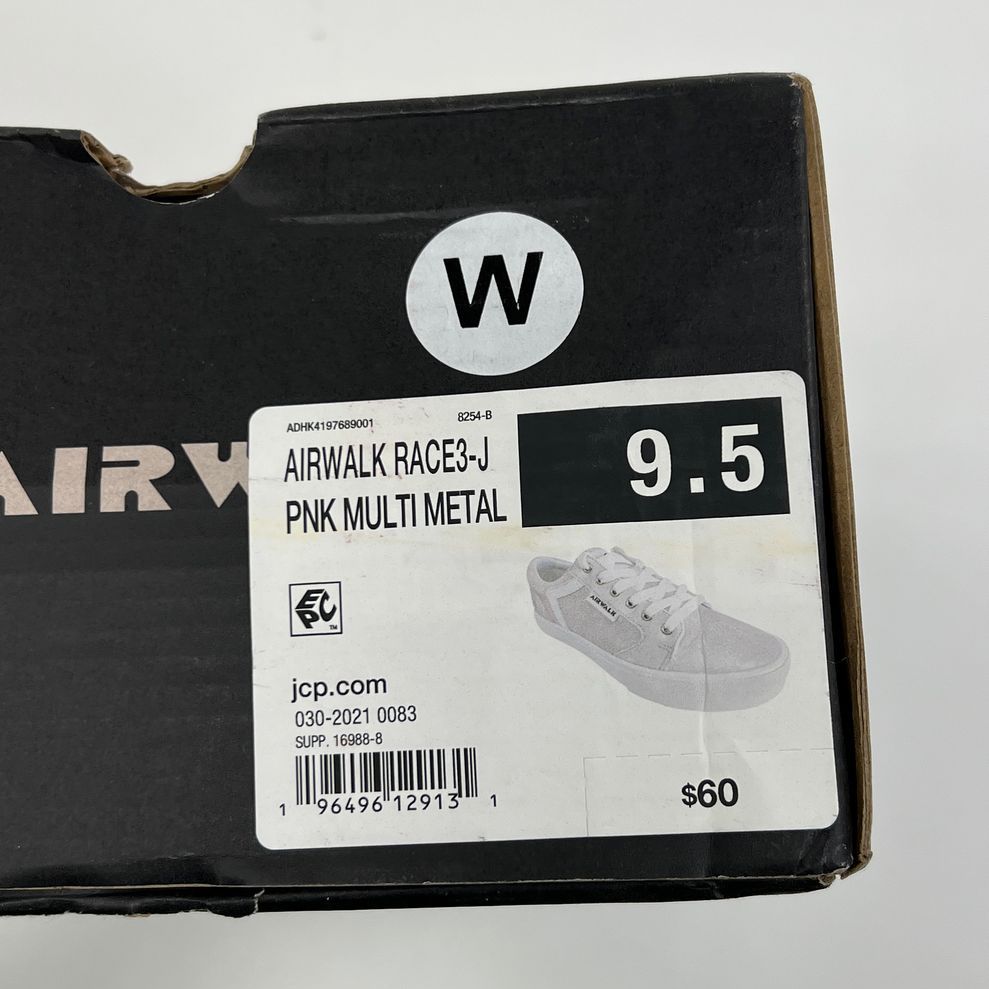 W
ADHK4197689001 8254-B
AIRWALK RACE3-J
PNK MULTI METAL
9.5
AIRW
AIRWALK
EPC™
jcp.com
030-2021 0083
SUPP. 16988-8
1 96496 12913 1
$60